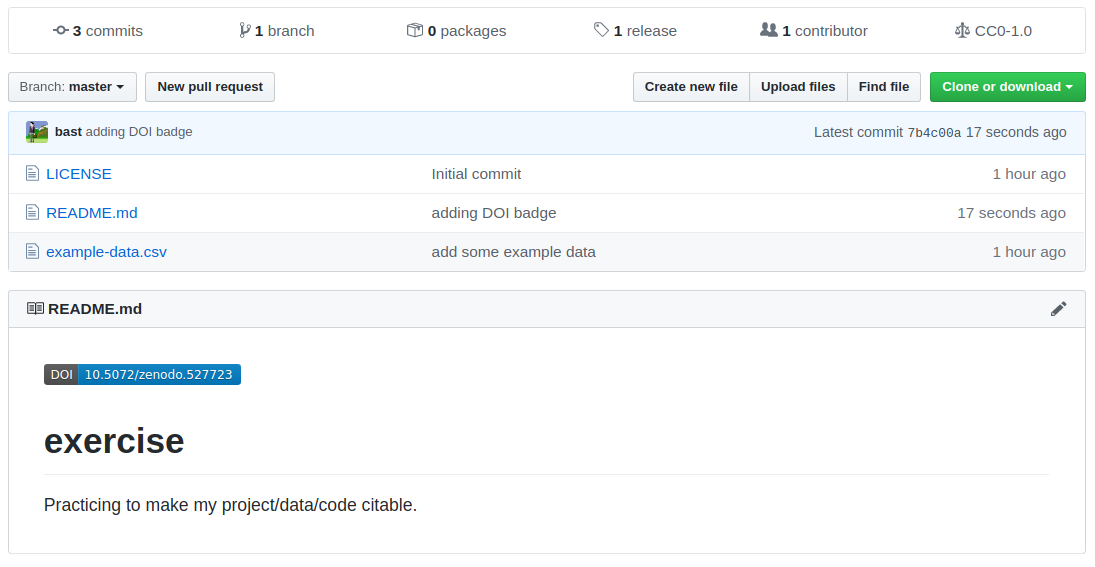 3 commits 1 branch 0 packages 1 release 1 contributor CC0-1.0
Branch: master New pull request Create new file Upload files Find file Clone or download
bast adding DOI badge Latest commit 7b4c00a 17 seconds ago
LICENSE Initial commit 1 hour ago
README.md adding DOI badge 17 seconds ago
example-data.csv add some example data 1 hour ago
README.md
DOI 10.5072/zenodo.527723
exercise
Practicing to make my project/data/code citable.